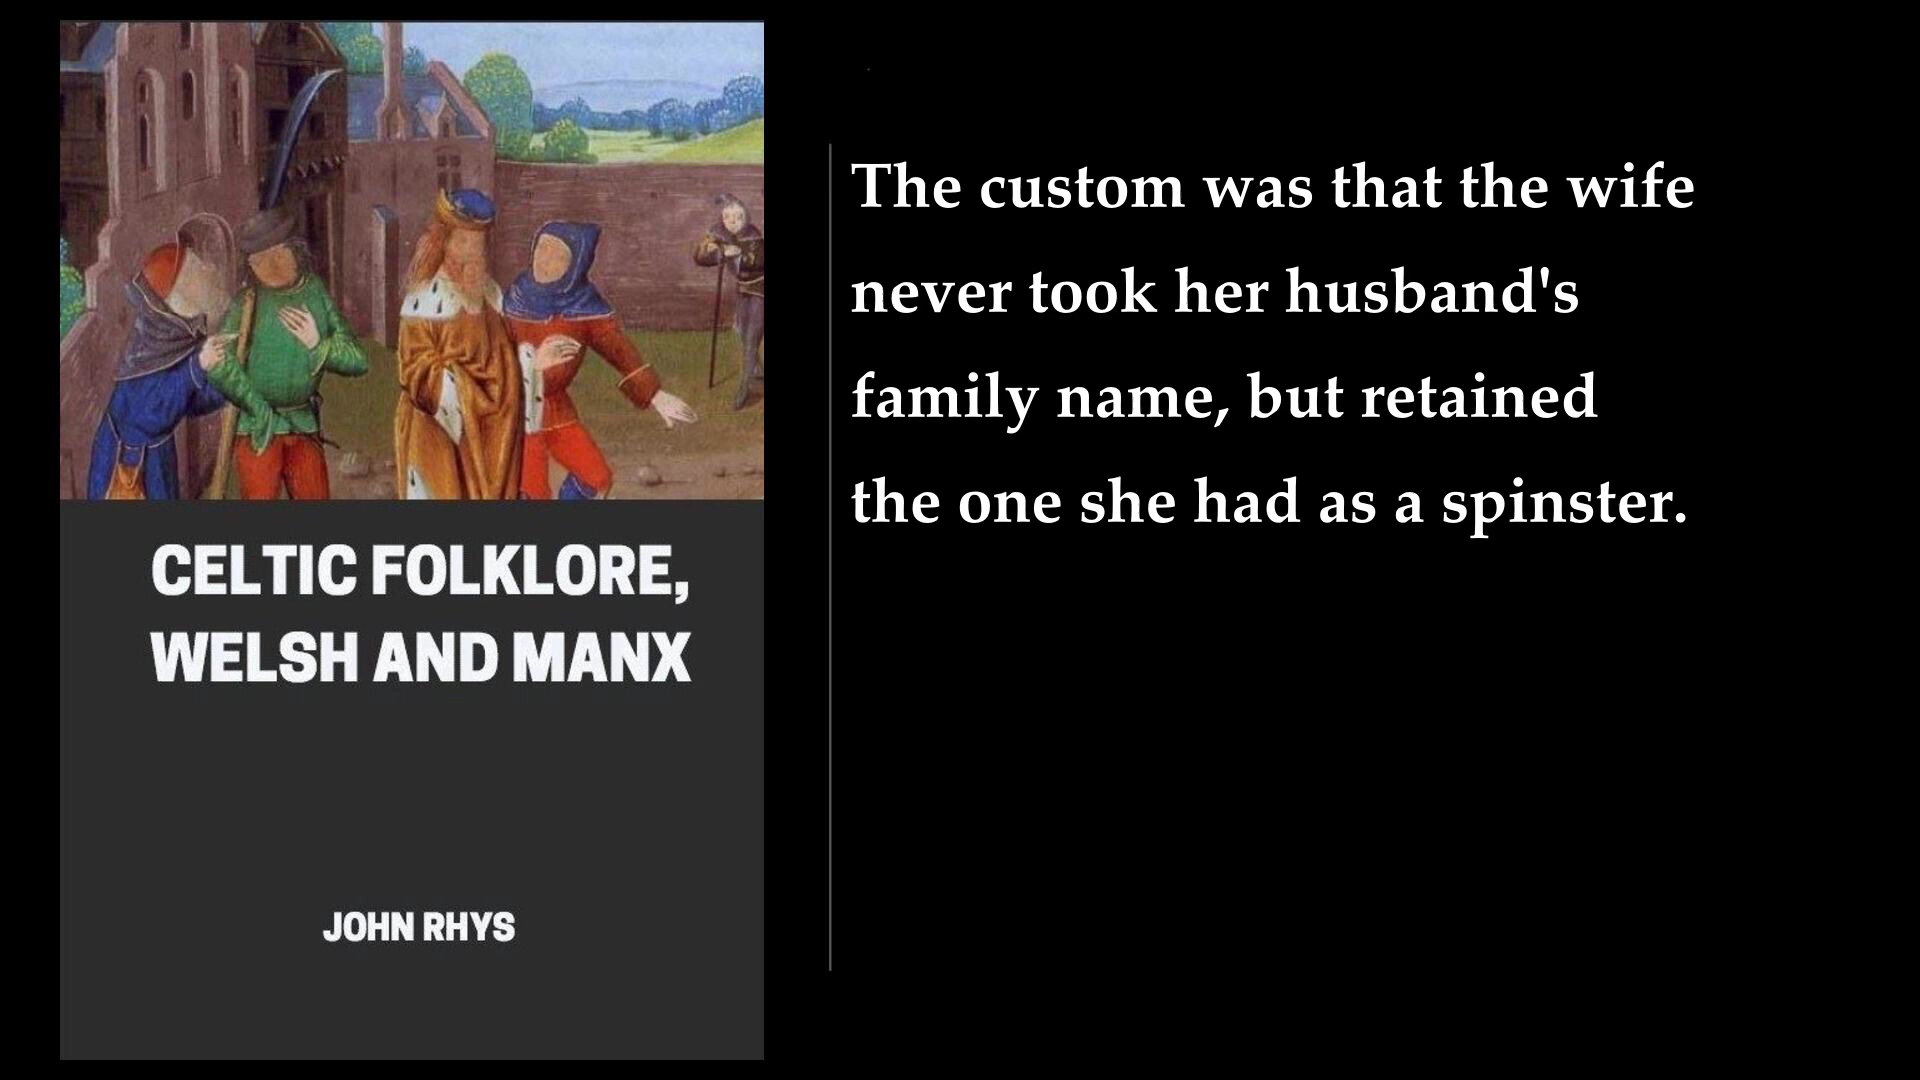 CELTIC FOLKLORE,
WELSH AND MANX
JOHN RHYS
The custom was that the wife
never took her husband's
family name, but retained
the one she had as a spinster.